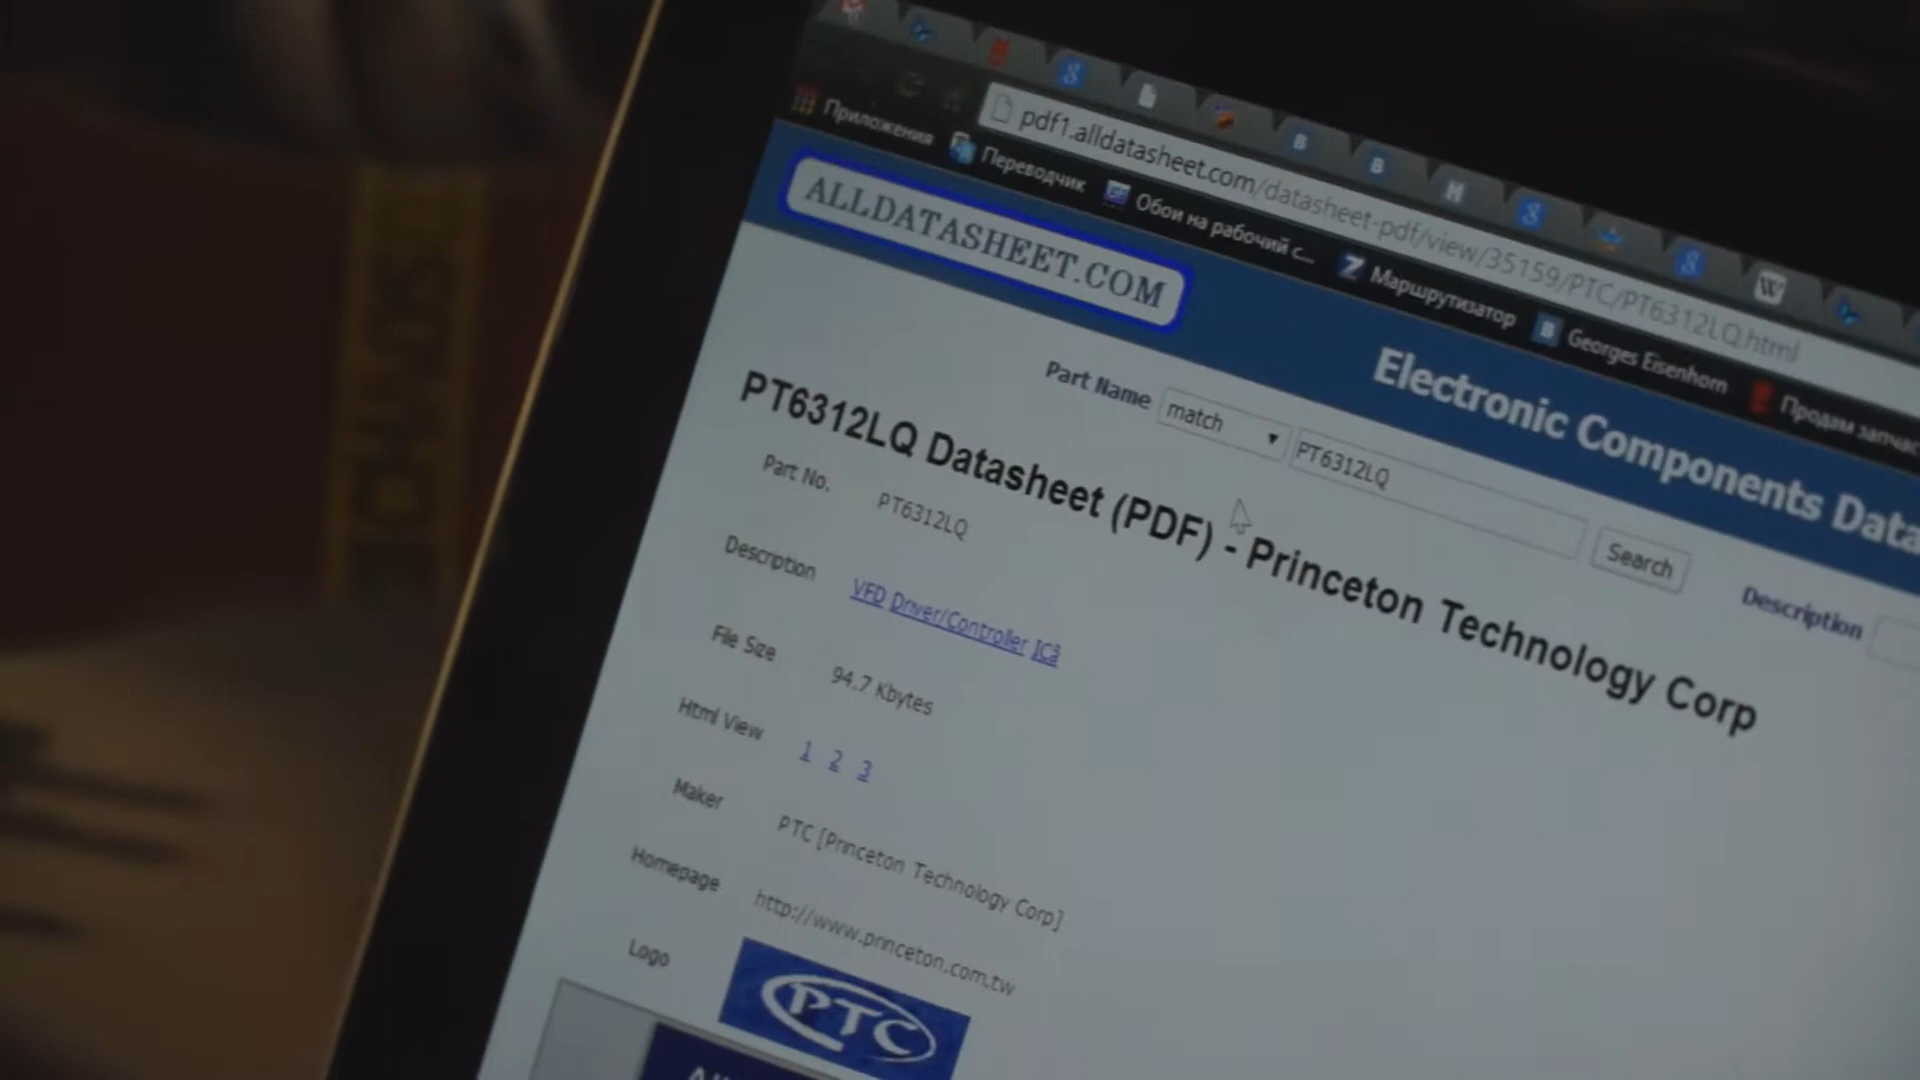 pdf1.alldatasheet.com/datasheet-pdf/view/35159/PTC/PT6312LQ.html
Приложения Переводчик Обои на рабочий с... Маршрутизатор Georges Eisenhorn Продам запчас
ALLDATASHEET.COM
Electronic Components Data
Part Name match PT6312LQ Search Description
PT6312LQ Datasheet (PDF) - Princeton Technology Corp
Part No. PT6312LQ
Description VFD Driver/Controller ICâ
File Size 94.7 Kbytes
Html View 1 2 3
Maker PTC [Princeton Technology Corp]
Homepage http://www.princeton.com.tw
Logo PTC